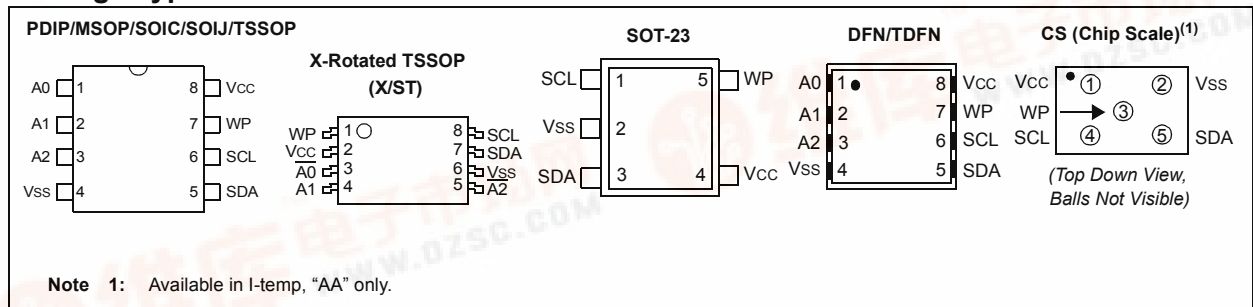 PDIP/MSOP/SOIC/SOIJ/TSSOP
A0 1 8 VCC
A1 2 7 WP
A2 3 6 SCL
VSS 4 5 SDA
X-Rotated TSSOP
(X/ST)
WP 1 8 SCL
VCC 2 7 SDA
A0 3 6 VSS
A1 4 5 A2
SOT-23
SCL 1 5 WP
VSS 2
SDA 3 4 VCC
DFN/TDFN
A0 1 8 VCC
A1 2 7 WP
A2 3 6 SCL
VSS 4 5 SDA
CS (Chip Scale)(1)
VCC 1 2 VSS
WP 3
SCL 4 5 SDA
(Top Down View,
Balls Not Visible)
Note 1: Available in I-temp, “AA” only.
WWW.DZSC.COM